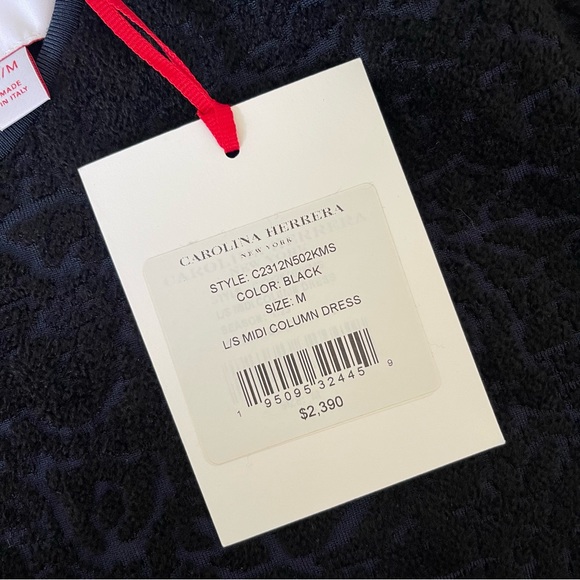 /M
MADE
IN ITALY
CAROLINA HERRERA
NEW YORK
STYLE: C2312N502KMS
COLOR: BLACK
SIZE: M
L/S MIDI COLUMN DRESS
1 95095 32445 9
$2,390